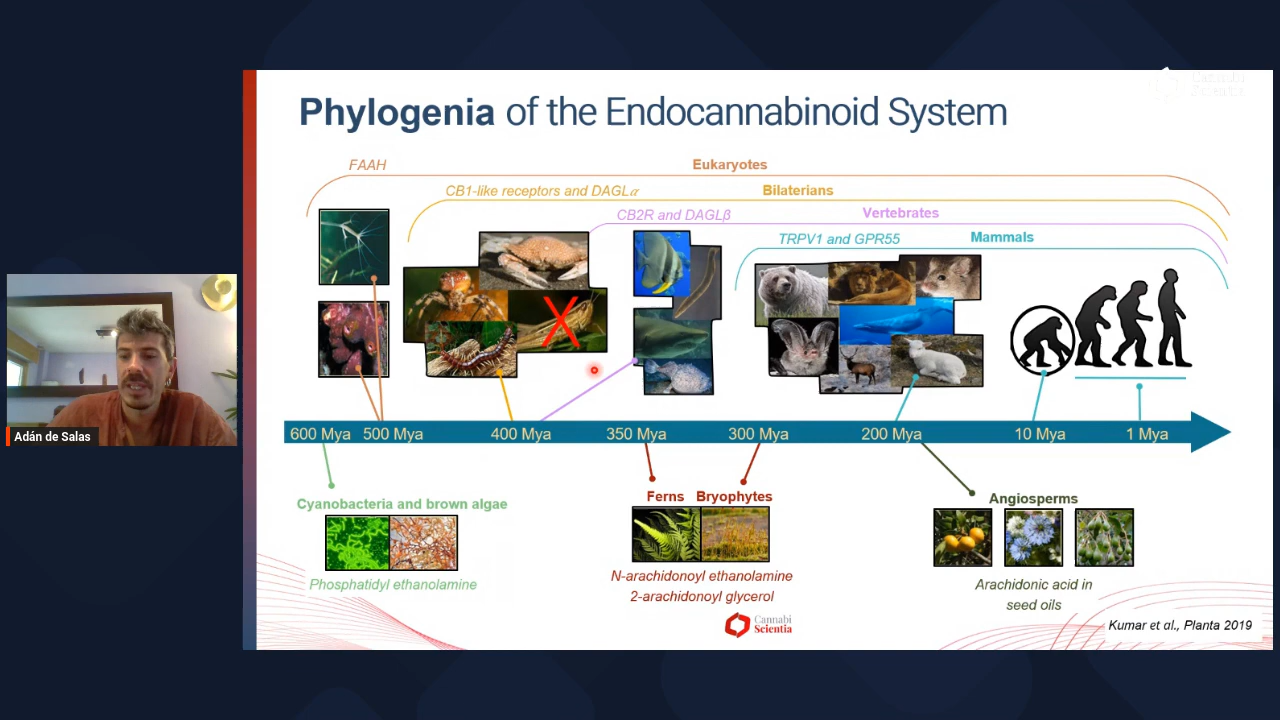 Cannabi
Scientia
Phylogenia of the Endocannabinoid System
FAAH
Eukaryotes
CB1-like receptors and DAGLα
Bilaterians
CB2R and DAGLβ
Vertebrates
TRPV1 and GPR55
Mammals
X
Adán de Salas
600 Mya 500 Mya 400 Mya 350 Mya 300 Mya 200 Mya 10 Mya 1 Mya
Cyanobacteria and brown algae
Phosphatidyl ethanolamine
Ferns Bryophytes
N-arachidonoyl ethanolamine
2-arachidonoyl glycerol
Angiosperms
Arachidonic acid in
seed oils
Cannabi
Scientia
Kumar et al., Planta 2019